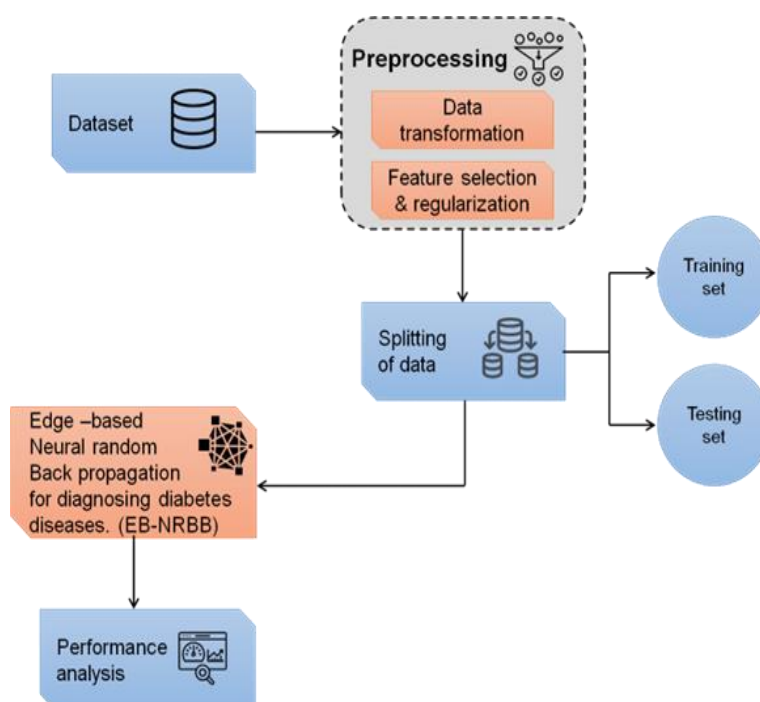 Preprocessing
Dataset
Data
transformation
Feature selection
& regularization
Training
set
Splitting
of data
Testing
set
Edge –based
Neural random
Back propagation
for diagnosing diabetes
diseases. (EB-NRBB)
Performance
analysis